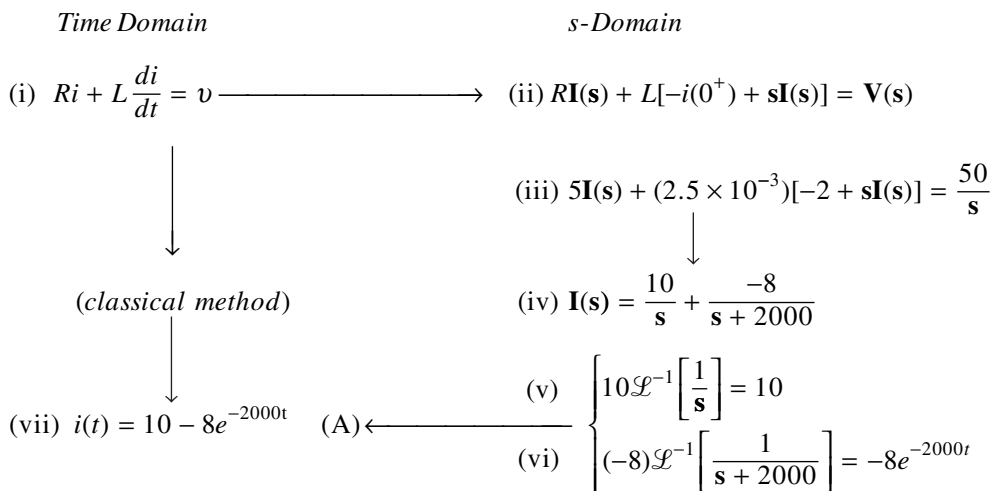 Time Domain s-Domain
(i) Ri + L di/dt = υ ⟶ (ii) RI(s) + L[−i(0⁺) + sI(s)] = V(s)
(iii) 5I(s) + (2.5 × 10⁻³)[−2 + sI(s)] = 50/s
(classical method) (iv) I(s) = 10/s + −8/(s + 2000)
(v) 10ℒ⁻¹[1/s] = 10
(vii) i(t) = 10 − 8e⁻²⁰⁰⁰ᵗ (A) ⟵
(vi) (−8)ℒ⁻¹[1/(s + 2000)] = −8e⁻²⁰⁰⁰ᵗ